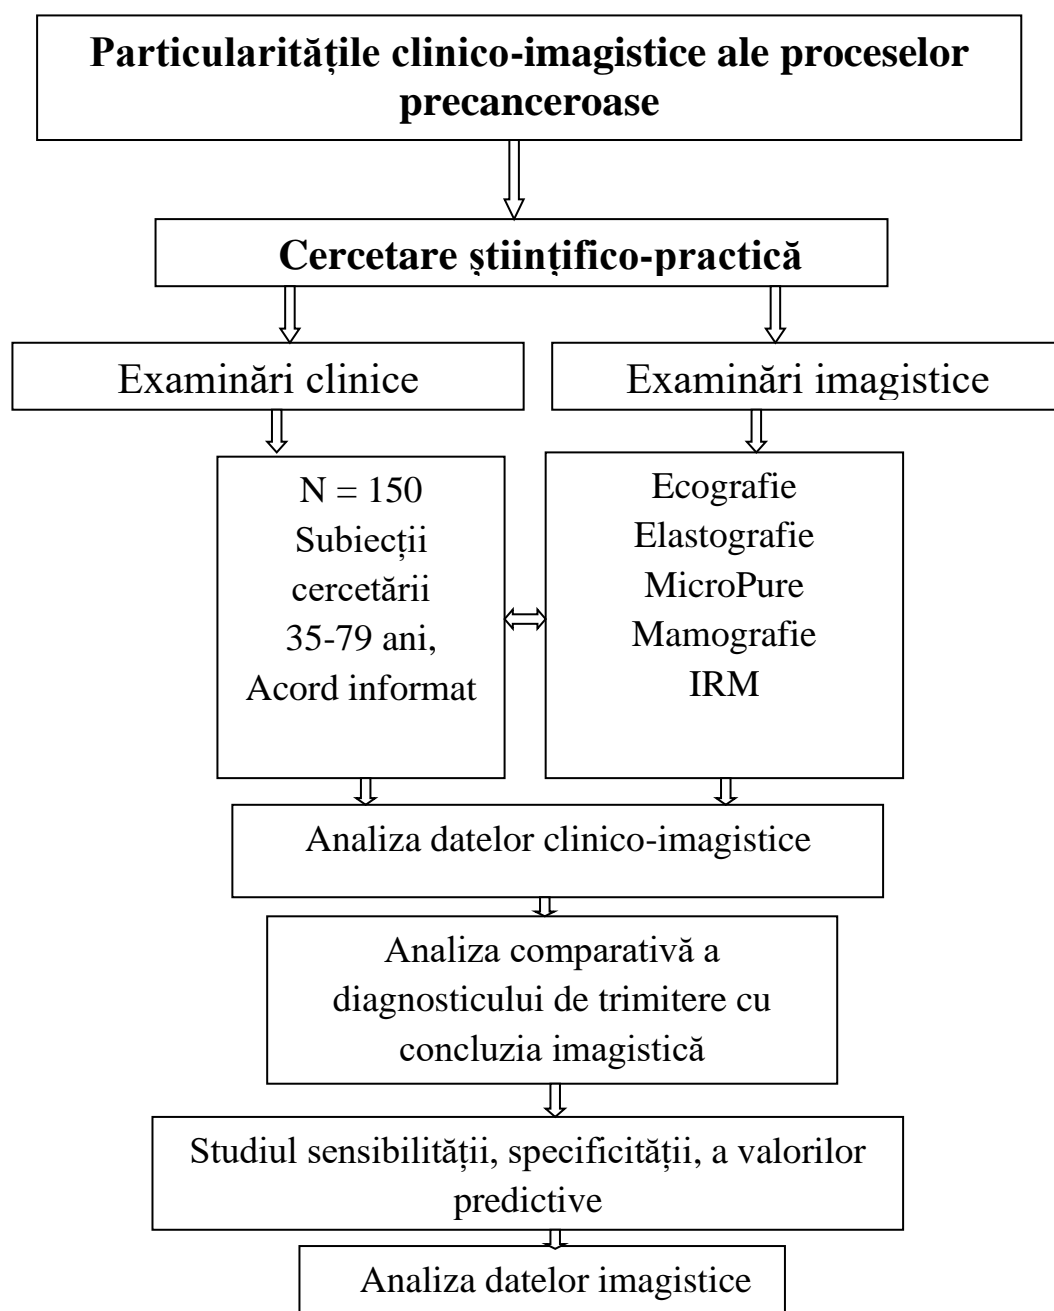 Particularitățile clinico-imagistice ale proceselor
precanceroase
Cercetare științifico-practică
Examinări clinice
Examinări imagistice
N = 150
Subiecții
cercetării
35-79 ani,
Acord informat
Ecografie
Elastografie
MicroPure
Mamografie
IRM
Analiza datelor clinico-imagistice
Analiza comparativă a
diagnosticului de trimitere cu
concluzia imagistică
Studiul sensibilității, specificității, a valorilor
predictive
Analiza datelor imagistice